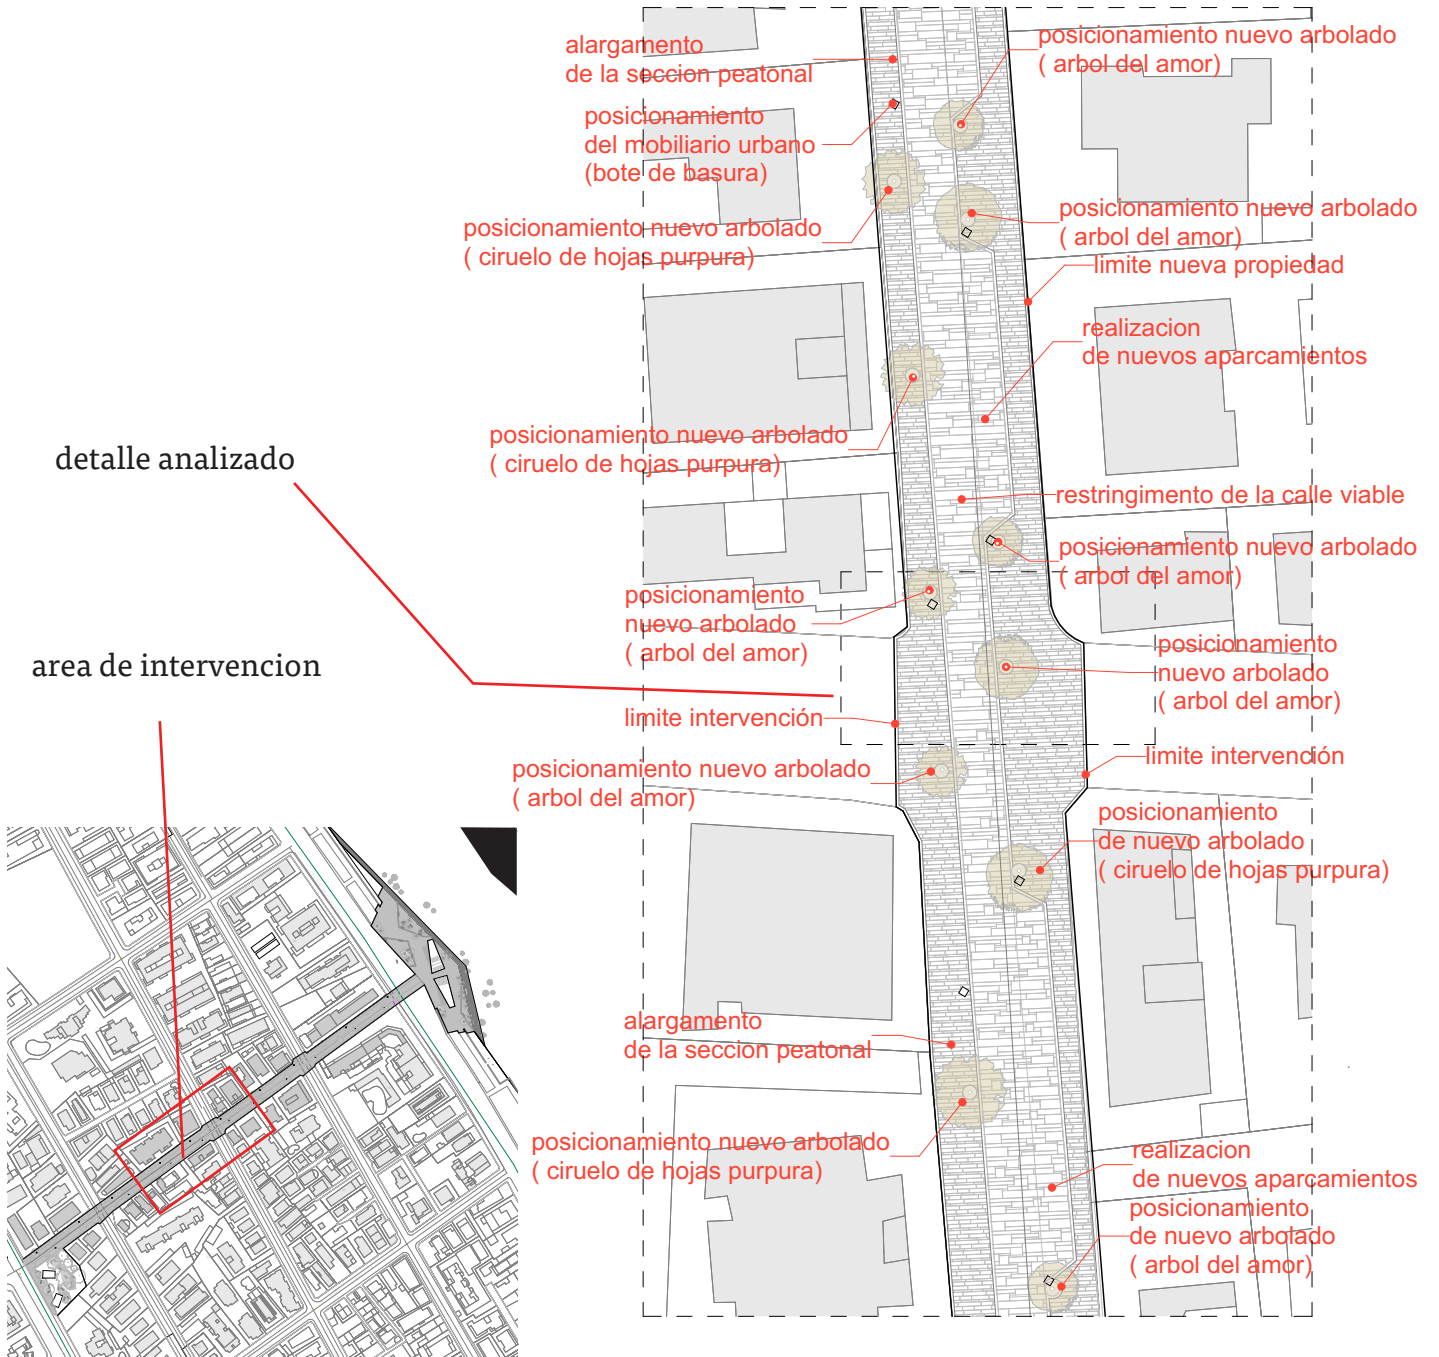 alargamento
de la seccion peatonal
posicionamiento nuevo arbolado
( arbol del amor)
posicionamiento
del mobiliario urbano
(bote de basura)
posicionamiento nuevo arbolado
( ciruelo de hojas purpura)
posicionamiento nuevo arbolado
( arbol del amor)
limite nueva propiedad
realizacion
de nuevos aparcamientos
posicionamiento nuevo arbolado
( ciruelo de hojas purpura)
detalle analizado
restringimento de la calle viable
posicionamiento nuevo arbolado
( arbol del amor)
posicionamiento
nuevo arbolado
( arbol del amor)
area de intervencion
posicionamiento
nuevo arbolado
( arbol del amor)
limite intervención
limite intervención
posicionamiento nuevo arbolado
( arbol del amor)
posicionamiento
de nuevo arbolado
( ciruelo de hojas purpura)
alargamento
de la seccion peatonal
posicionamiento nuevo arbolado
( ciruelo de hojas purpura)
realizacion
de nuevos aparcamientos
posicionamiento
de nuevo arbolado
( arbol del amor)